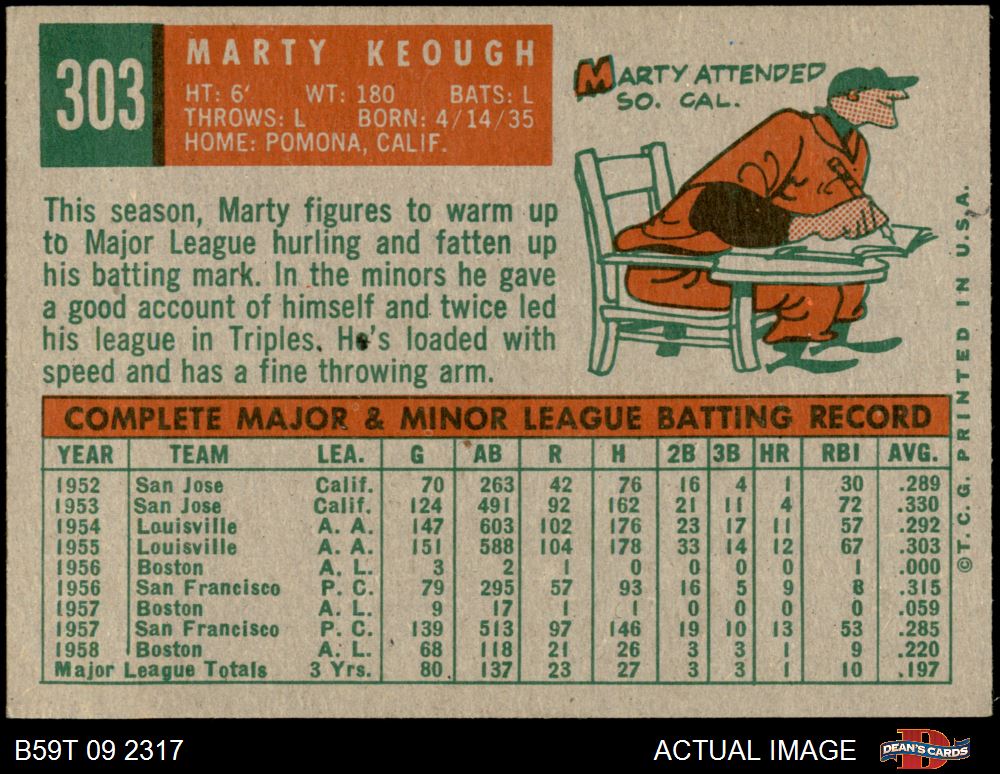 303
MARTY KEOUGH
HT: 6' WT: 180 BATS: L
THROWS: L BORN: 4/14/35
HOME: POMONA, CALIF.
MARTY ATTENDED
SO. CAL.
This season, Marty figures to warm up
to Major League hurling and fatten up
his batting mark. In the minors he gave
a good account of himself and twice led
his league in Triples. He's loaded with
speed and has a fine throwing arm.
COMPLETE MAJOR & MINOR LEAGUE BATTING RECORD
YEAR TEAM LEA. G AB R H 2B 3B HR RBI AVG.
1952 San Jose Calif. 70 263 42 76 16 4 1 30 .289
1953 San Jose Calif. 124 491 92 162 21 11 4 72 .330
1954 Louisville A. A. 147 603 102 176 23 17 11 57 .292
1955 Louisville A. A. 151 588 104 178 33 14 12 67 .303
1956 Boston A. L. 3 2 1 0 0 0 0 1 .000
1956 San Francisco P. C. 79 295 57 93 16 5 9 8 .315
1957 Boston A. L. 9 17 1 1 0 0 0 0 .059
1957 San Francisco P. C. 139 513 97 146 19 10 13 53 .285
1958 Boston A. L. 68 118 21 26 3 3 1 9 .220
Major League Totals 3 Yrs. 80 137 23 27 3 3 1 10 .197
©T.C.G. PRINTED IN U.S.A.
B59T 09 2317
ACTUAL IMAGE
DEAN'S CARDS